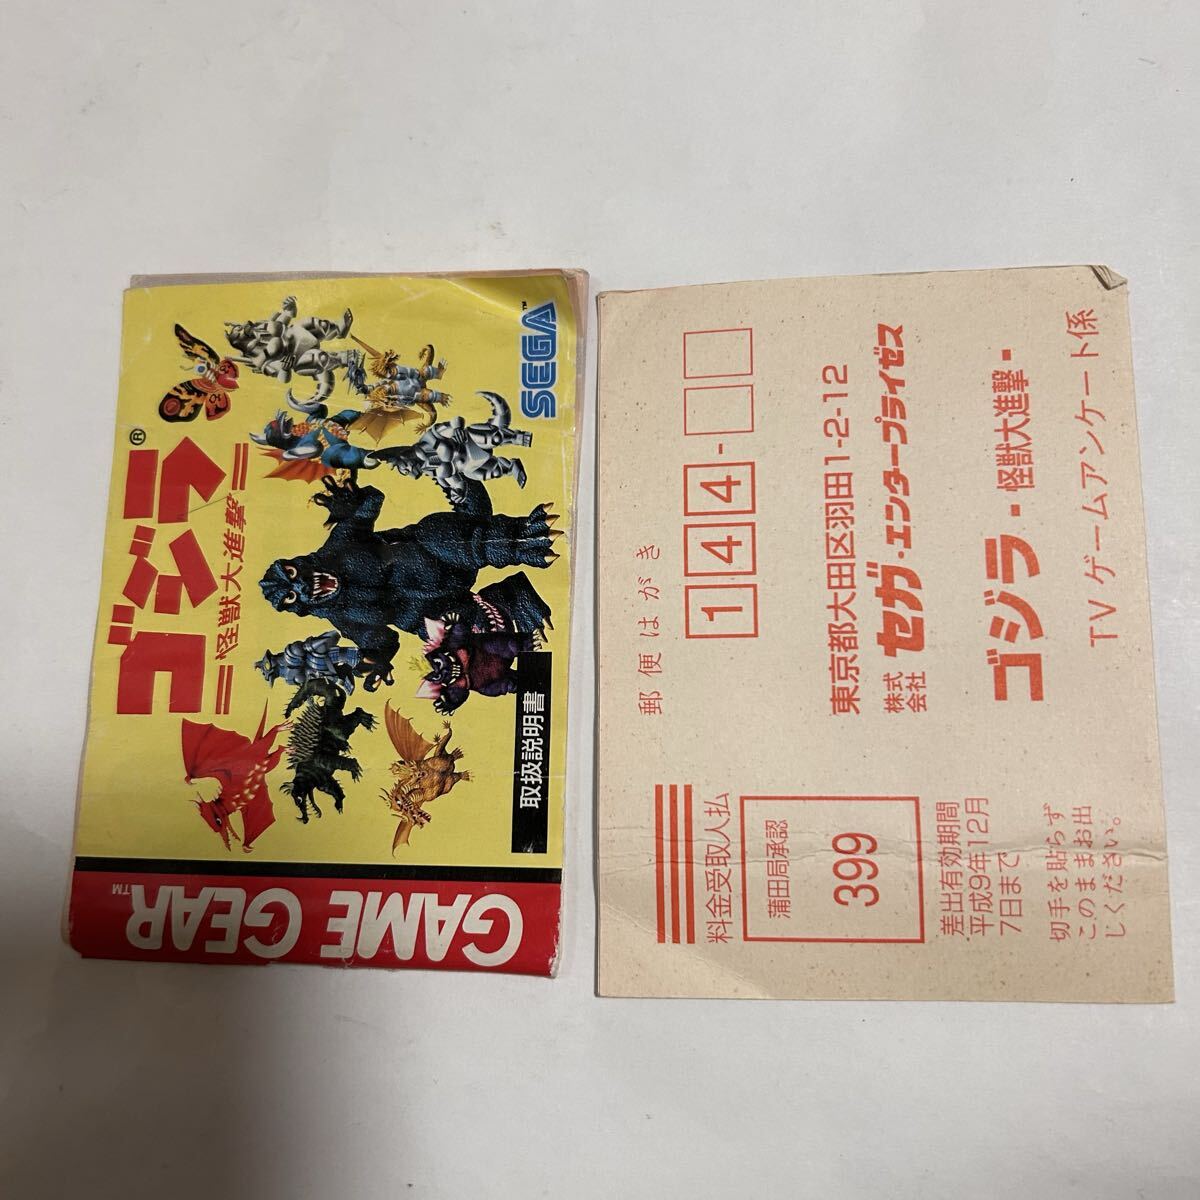 ゴジラ®
=怪獣大進撃=
SEGA™
取扱説明書
GAME GEAR™
郵便はがき
144-
東京都大田区羽田1-2-12
株式会社 セガ・エンタープライゼス
ゴジラ - 怪獣大進撃 -
TVゲームアンケート係
料金受取人払
蒲田局承認
399
差出有効期間
平成9年12月
7日まで
切手を貼らず
このままお出
しください。